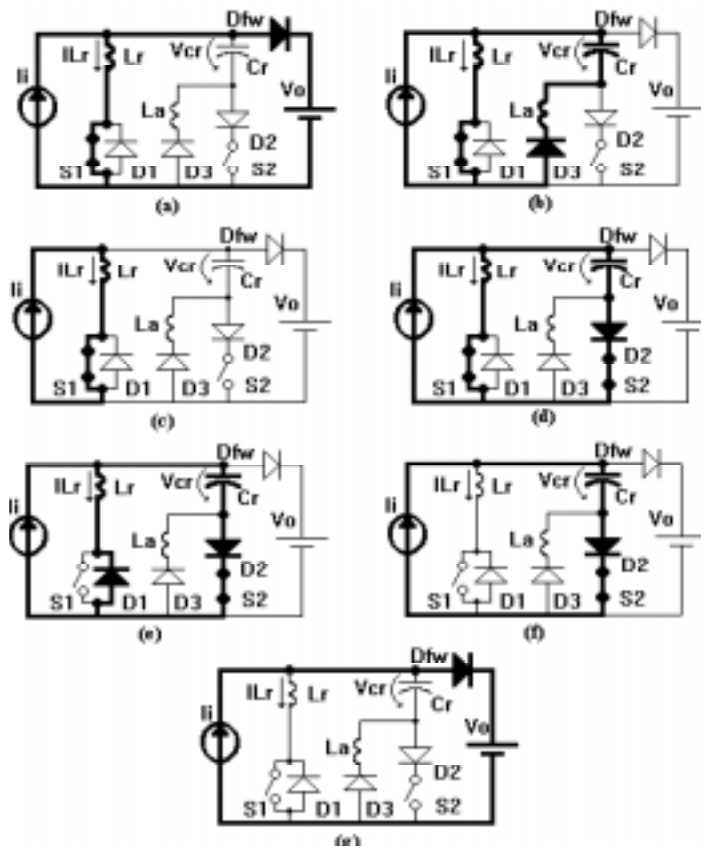 Dfw
Ii ILr Lr Vcr Cr Vo
La
D2
S1 D1 D3 S2
(a)
Dfw
Ii ILr Lr Vcr Cr Vo
La
D2
S1 D1 D3 S2
(b)
Dfw
Ii ILr Lr Vcr Cr Vo
La
D2
S1 D1 D3 S2
(c)
Dfw
Ii ILr Lr Vcr Cr Vo
La
D2
S1 D1 D3 S2
(d)
Dfw
Ii ILr Lr Vcr Cr Vo
La
D2
S1 D1 D3 S2
(e)
Dfw
Ii ILr Lr Vcr Cr Vo
La
D2
S1 D1 D3 S2
(f)
Dfw
Ii ILr Lr Vcr Cr Vo
La
D2
S1 D1 D3 S2
(g)